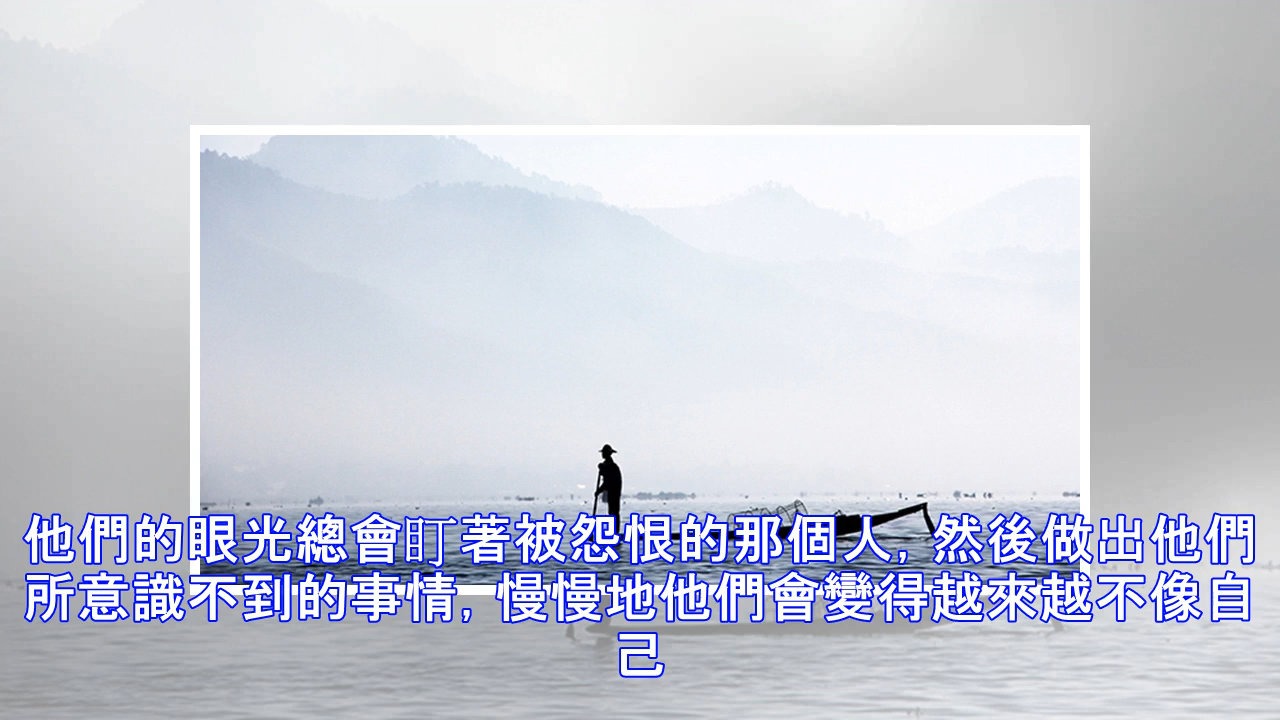 他們的眼光總會盯著被怨恨的那個人, 然後做出他們
所意識不到的事情, 慢慢地他們會變得越來越不像自
己